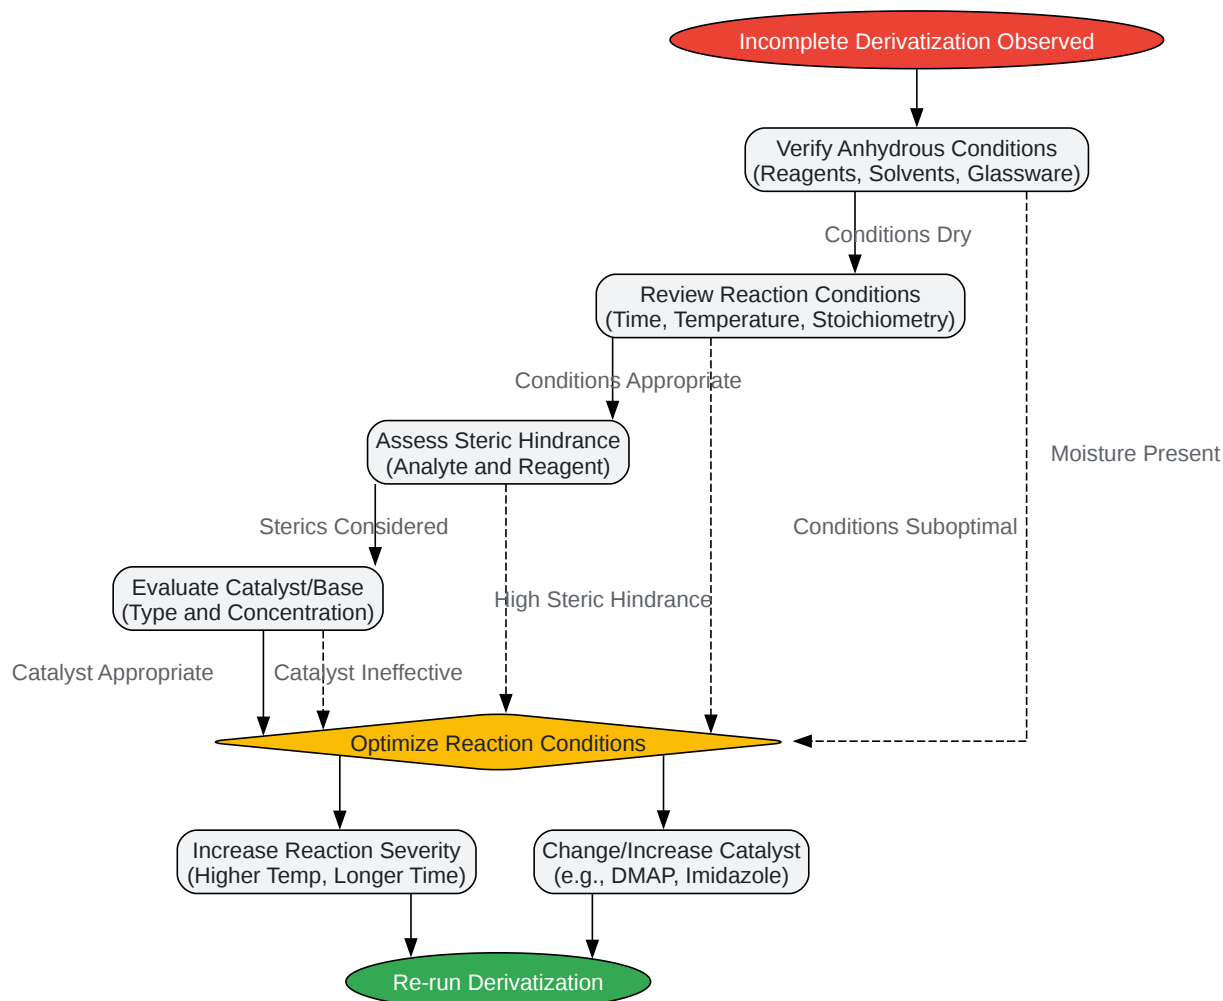 Incomplete Derivatization Observed
Verify Anhydrous Conditions
(Reagents, Solvents, Glassware)
Conditions Dry
Review Reaction Conditions
(Time, Temperature, Stoichiometry)
Conditions Appropriate
Assess Steric Hindrance
(Analyte and Reagent)
Moisture Present
Sterics Considered
Conditions Suboptimal
Evaluate Catalyst/Base
(Type and Concentration)
High Steric Hindrance
Catalyst Appropriate
Catalyst Ineffective
Optimize Reaction Conditions
Increase Reaction Severity
(Higher Temp, Longer Time)
Change/Increase Catalyst
(e.g., DMAP, Imidazole)
Re-run Derivatization